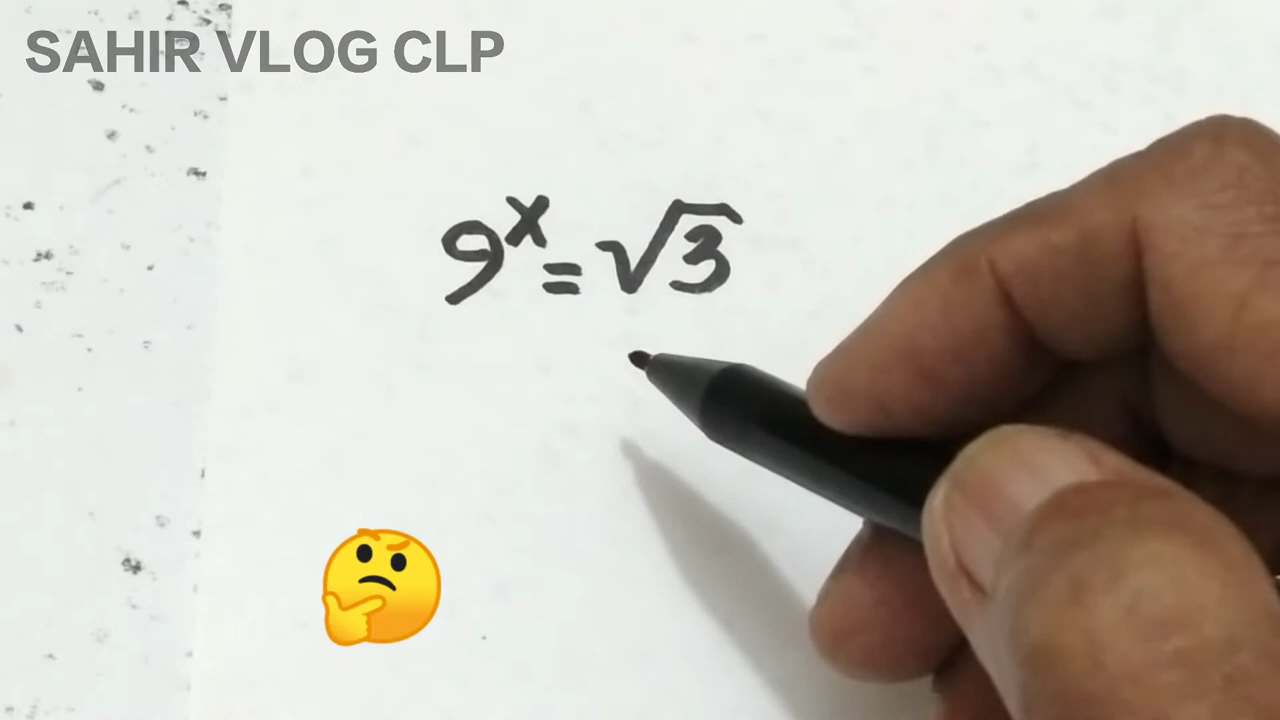 SAHIR VLOG CLP
9^x = √3